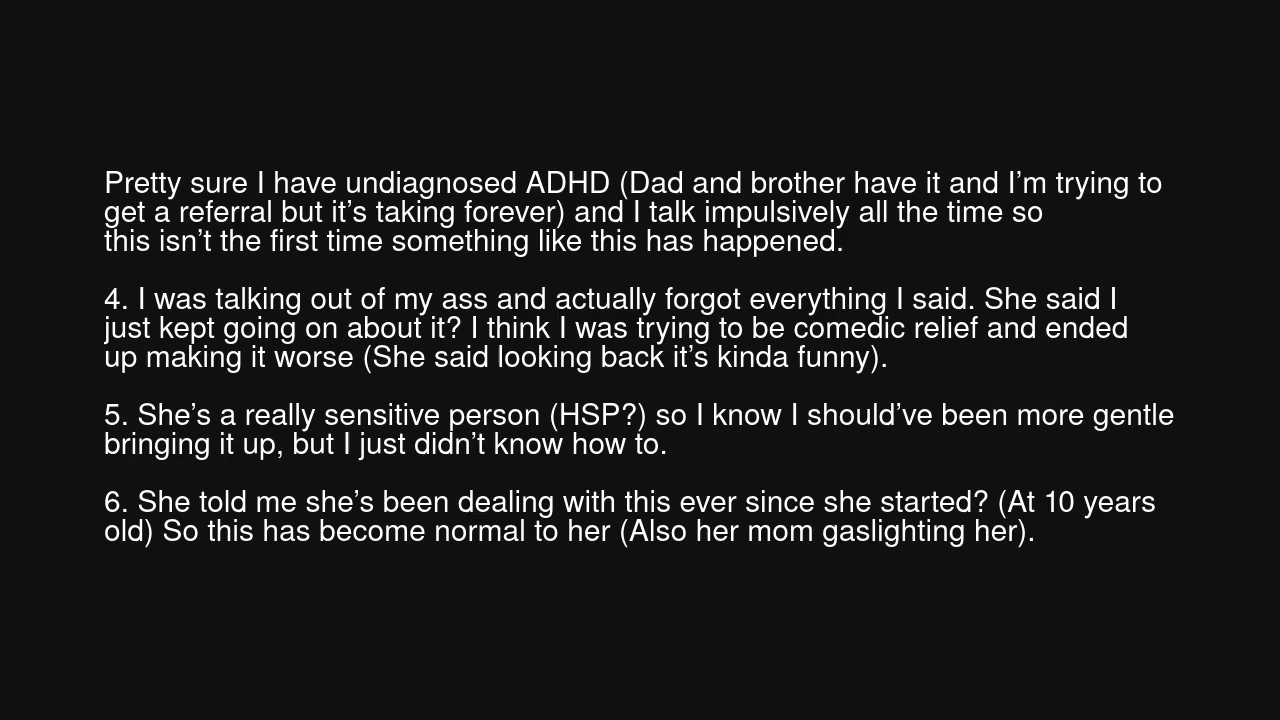 Pretty sure I have undiagnosed ADHD (Dad and brother have it and I’m trying to
get a referral but it’s taking forever) and I talk impulsively all the time so
this isn’t the first time something like this has happened.
4. I was talking out of my ass and actually forgot everything I said. She said I
just kept going on about it? I think I was trying to be comedic relief and ended
up making it worse (She said looking back it’s kinda funny).
5. She’s a really sensitive person (HSP?) so I know I should’ve been more gentle
bringing it up, but I just didn’t know how to.
6. She told me she’s been dealing with this ever since she started? (At 10 years
old) So this has become normal to her (Also her mom gaslighting her).